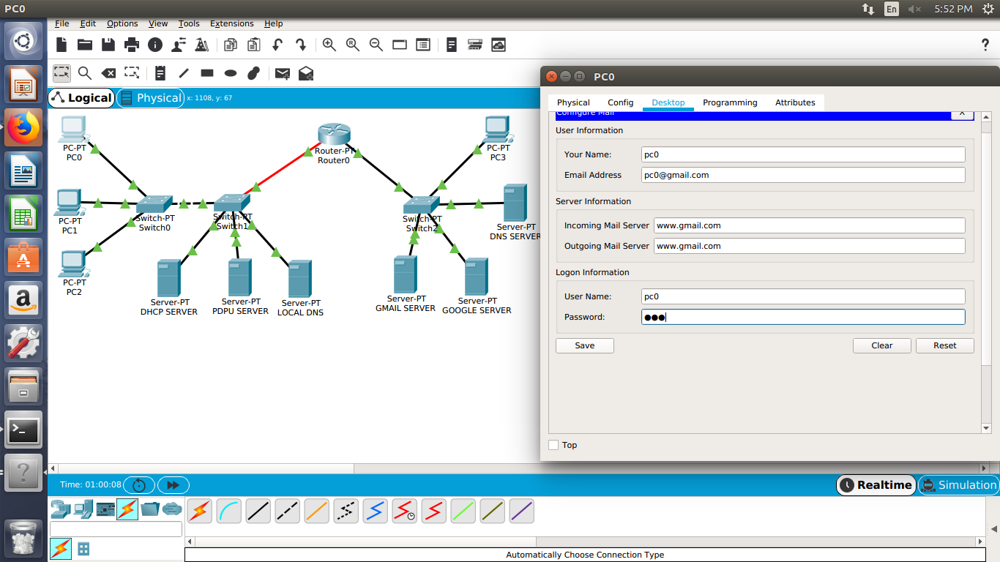 PC0
En
5:52 PM
File Edit Options View Tools Extensions Help
?
Logical
Physical
x: 1108, y: 67
PC-PT
PC0
PC-PT
PC1
PC-PT
PC2
Switch-PT
Switch0
Switch-PT
Switch1
Router-PT
Router0
Switch-PT
Switch2
PC-PT
PC3
Server-PT
DNS SERVER
Server-PT
DHCP SERVER
Server-PT
PDPU SERVER
Server-PT
LOCAL DNS
Server-PT
GMAIL SERVER
Server-PT
GOOGLE SERVER
PC0
Physical Config Desktop Programming Attributes
Configure Mail X
User Information
Your Name: pc0
Email Address pc0@gmail.com
Server Information
Incoming Mail Server www.gmail.com
Outgoing Mail Server www.gmail.com
Logon Information
User Name: pc0
Password: ●●●
Save Clear Reset
Top
Time: 01:00:08
Realtime
Simulation
Automatically Choose Connection Type